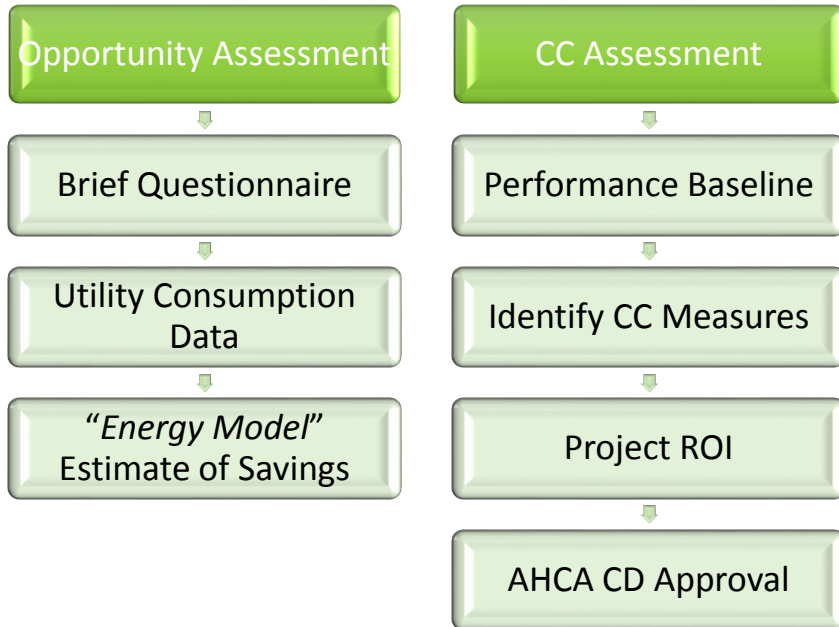 Opportunity Assessment
Brief Questionnaire
Utility Consumption
Data
“Energy Model”
Estimate of Savings
CC Assessment
Performance Baseline
Identify CC Measures
Project ROI
AHCA CD Approval